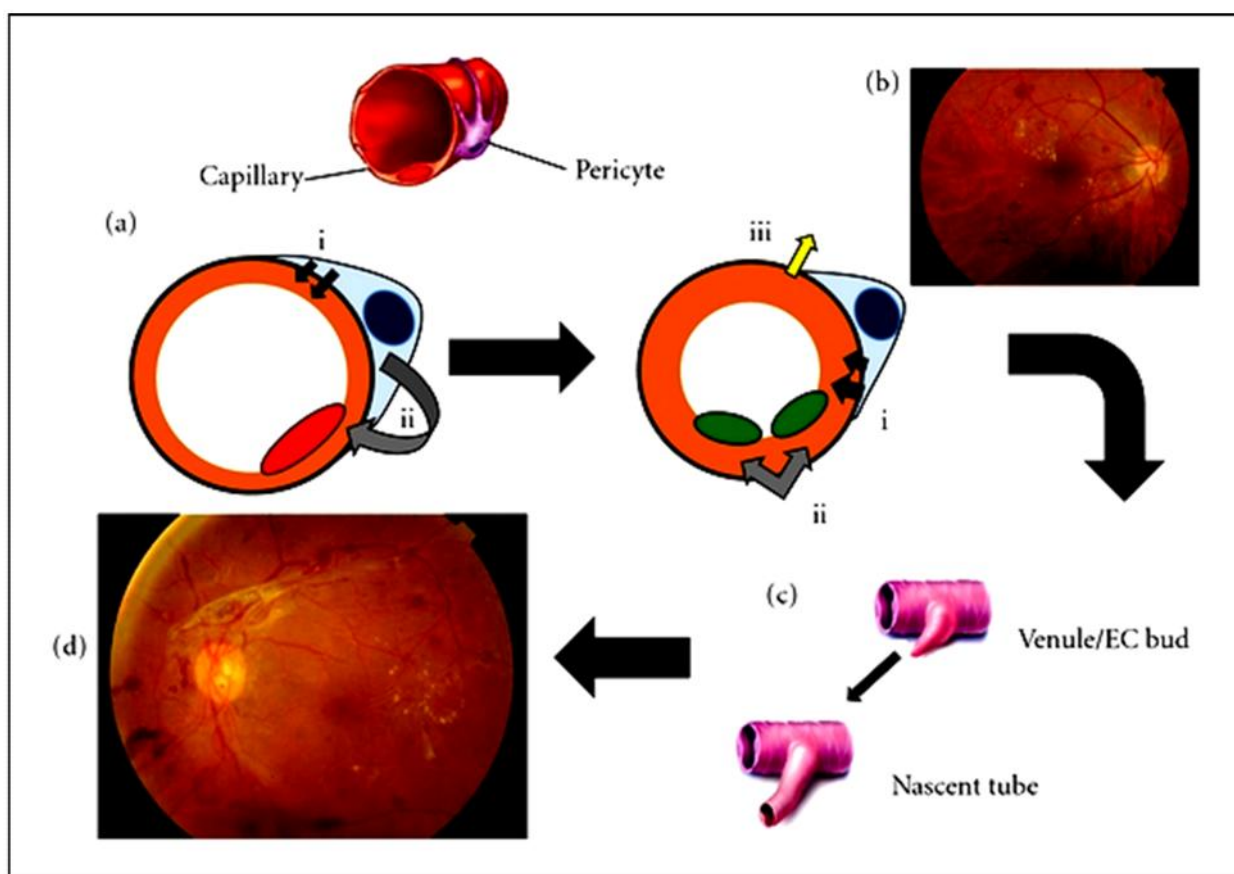 (b)
Capillary
Pericyte
(a)
i
iii
ii
i
ii
(c)
Venule/EC bud
(d)
Nascent tube